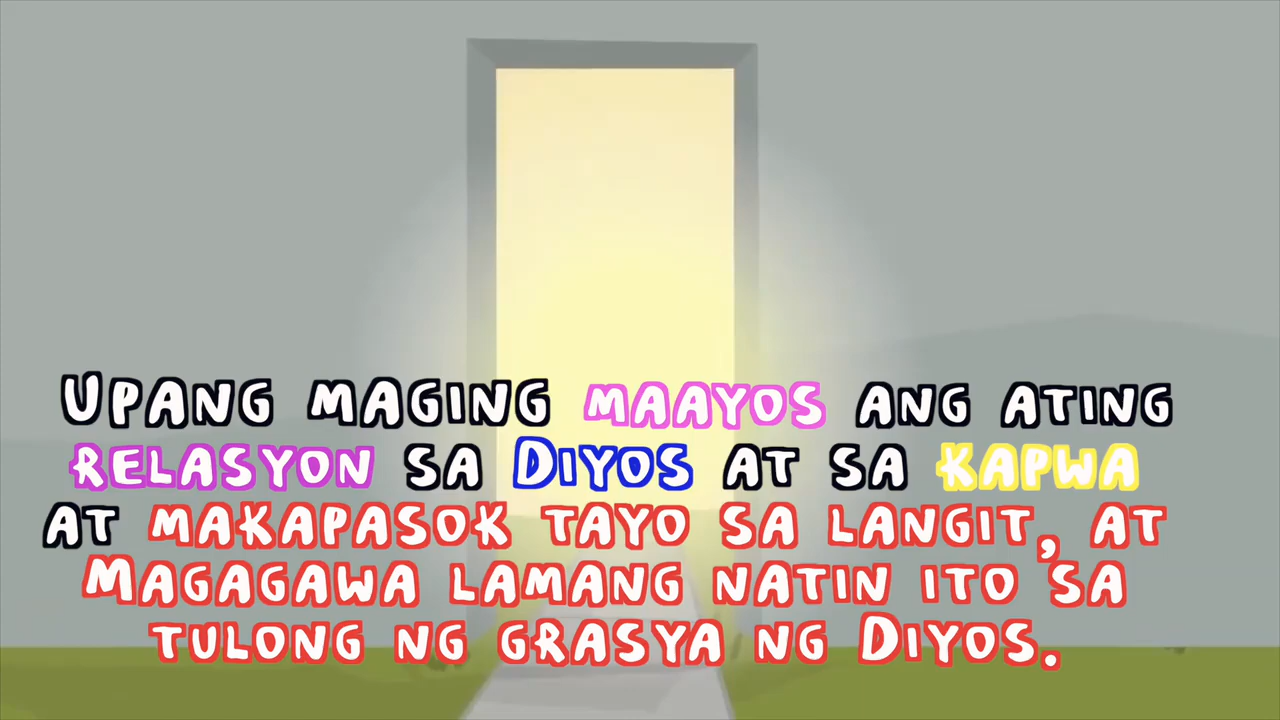 Upang maging maayos ang ating
relasyon sa Diyos at sa kapwa
at makapasok tayo sa langit, at
Magagawa lamang natin ito sa
tulong ng grasya ng Diyos.